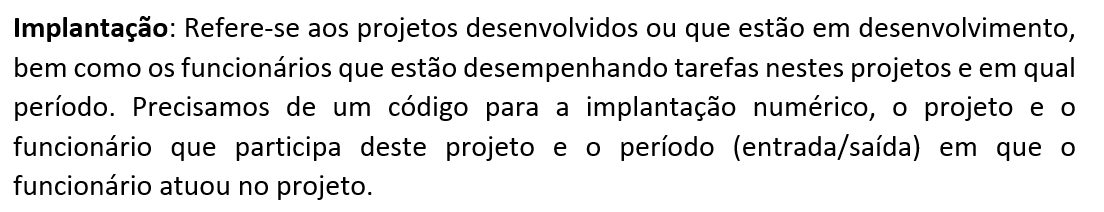 Implantação: Refere-se aos projetos desenvolvidos ou que estão em desenvolvimento,
bem como os funcionários que estão desempenhando tarefas nestes projetos e em qual
período. Precisamos de um código para a implantação numérico, o projeto e o
funcionário que participa deste projeto e o período (entrada/saída) em que o
funcionário atuou no projeto.